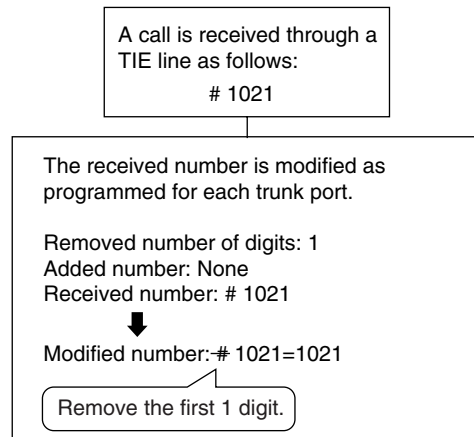 A call is received through a
TIE line as follows:
# 1021
The received number is modified as
programmed for each trunk port.
Removed number of digits: 1
Added number: None
Received number: # 1021
Modified number: # 1021=1021
Remove the first 1 digit.